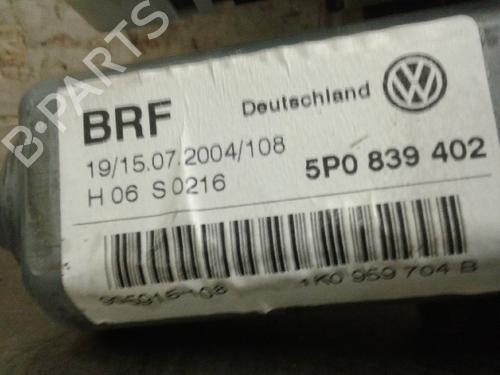 B-PARTS
BRF
Deutschland
19/15.07.2004/108
5P0 839 402
H 06 S 0216
1K0 959 704 B